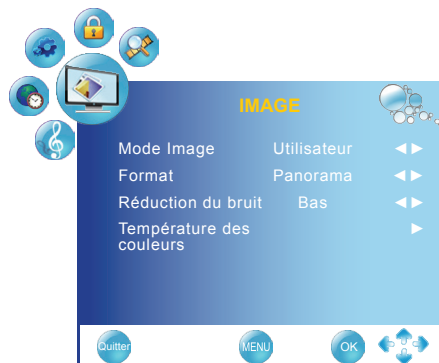 IMAGE
Mode Image Utilisateur
Format Panorama
Réduction du bruit Bas
Température des
couleurs
Quitter MENU OK